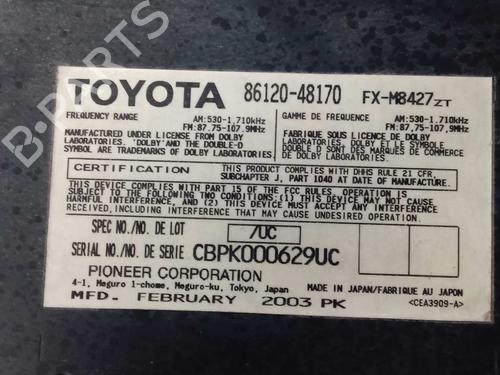 TOYOTA 86120-48170 FX-M8427ZT
FREQUENCY RANGE AM:530-1,710kHz GAMME DE FREQUENCE AM:530-1,710kHz
FM:87.75-107.9MHz FM:87.75-107.9MHz
MANUFACTURED UNDER LICENSE FROM DOLBY FABRIQUE SOUS LICENCE DE DOLBY
LABORATORIES. 'DOLBY'AND THE DOUBLE-D LABORATORIES. DOLBY ET LE SYMBOLE
SYMBOL ARE TRADEMARKS OF DOLBY LABORATORIES. DOUBLE D SONT DES MARQUES DE COMMERCE
DE DOLBY LABORATORIES.
CERTIFICATION THIS PRODUCT COMPLIES WITH DHHS RULE 21 CFR.
SUBCHAPTER J, PART 1040 AT DATE OF MANUFACTURE.
THIS DEVICE COMPLIES WITH PART 15 OF THE FCC RULES. OPERATION IS
SUBJECT TO THE FOLLOWING TWO CONDITIONS:(1) THIS DEVICE MAY NOT CAUSE
HARMFUL INTERFERENCE, AND (2) THIS DEVICE MUST ACCEPT ANY INTERFERENCE
RECEIVED,INCLUDING INTERFERENCE THAT MAY CAUSE UNDESIRED OPERATION.
SPEC NO./NO. DE LOT /UC
SERIAL NO./NO. DE SERIE CBPK000629UC
PIONEER CORPORATION
4-1, Meguro 1-chome, Meguro-ku, Tokyo, Japan MADE IN JAPAN/FABRIQUE AU JAPON
MFD. FEBRUARY 2003 PK <CEA3909-A>
B-PARTS